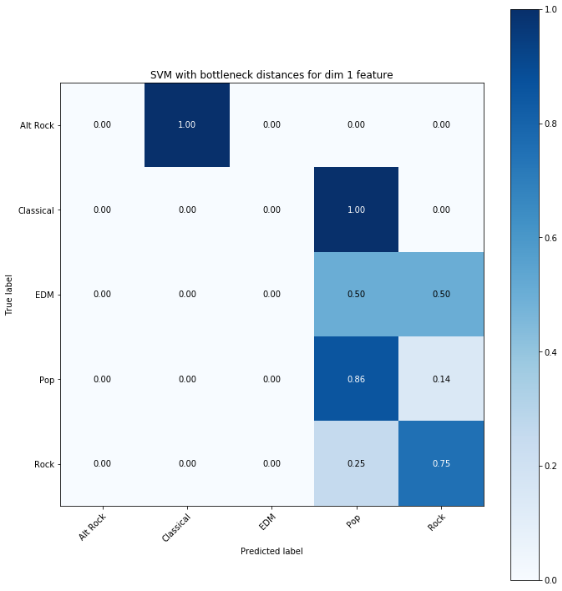 SVM with bottleneck distances for dim 1 feature
1.0
0.8
0.6
0.4
0.2
0.0
True label
Alt Rock 0.00 1.00 0.00 0.00 0.00
Classical 0.00 0.00 0.00 1.00 0.00
EDM 0.00 0.00 0.00 0.50 0.50
Pop 0.00 0.00 0.00 0.86 0.14
Rock 0.00 0.00 0.00 0.25 0.75
Alt Rock Classical EDM Pop Rock
Predicted label